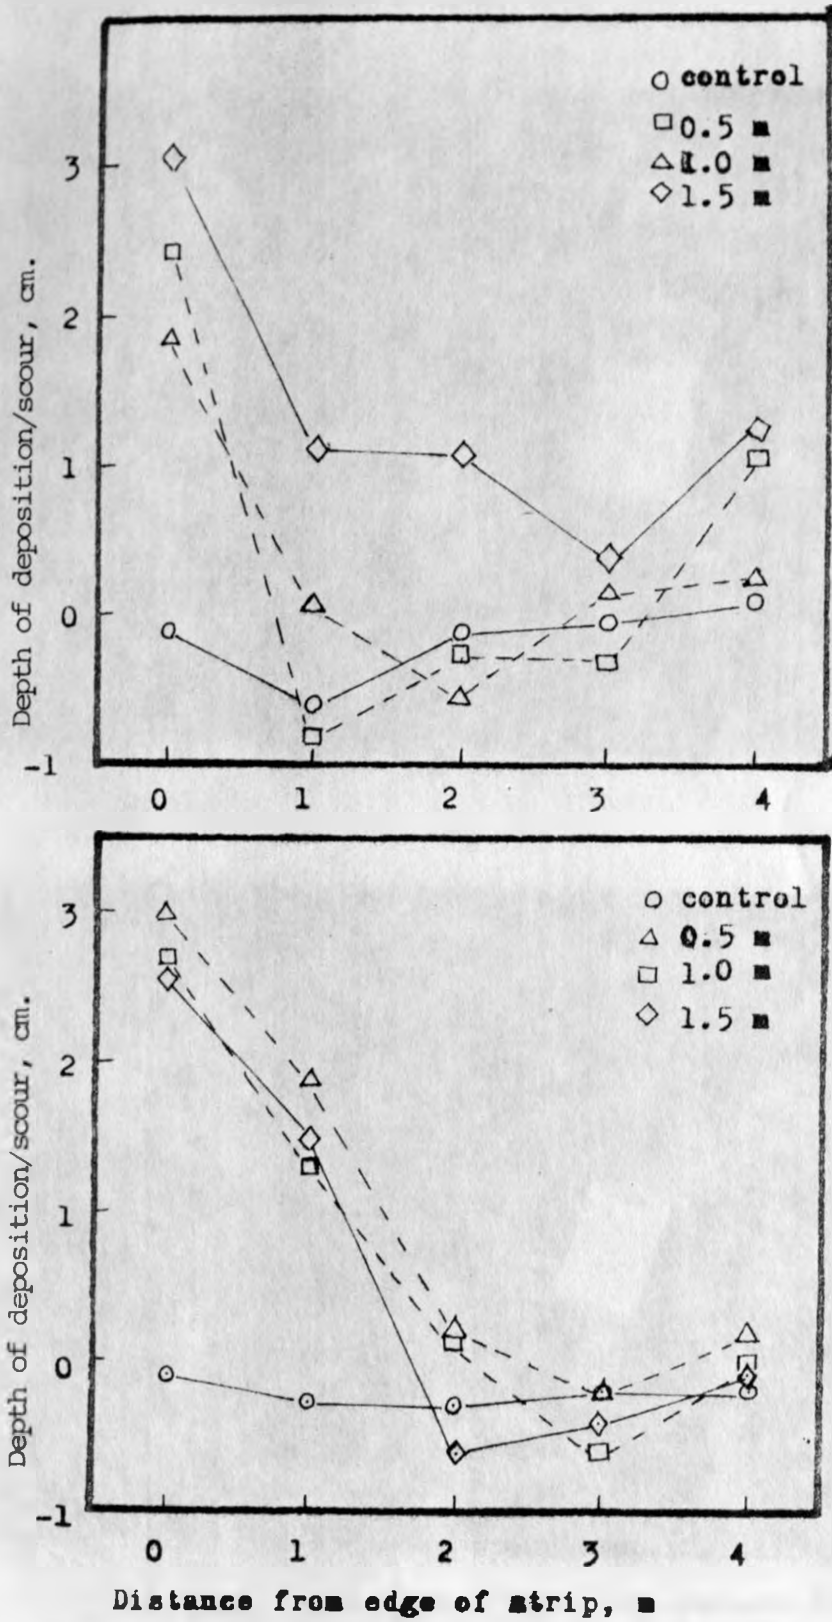 ○ control
□ 0.5 m
△ 1.0 m
◇ 1.5 m
3
2
1
0
-1
Depth of deposition/scour, cm.
0 1 2 3 4
○ control
△ 0.5 m
□ 1.0 m
◇ 1.5 m
3
2
1
0
-1
Depth of deposition/scour, cm.
0 1 2 3 4
Distance from edge of strip, m